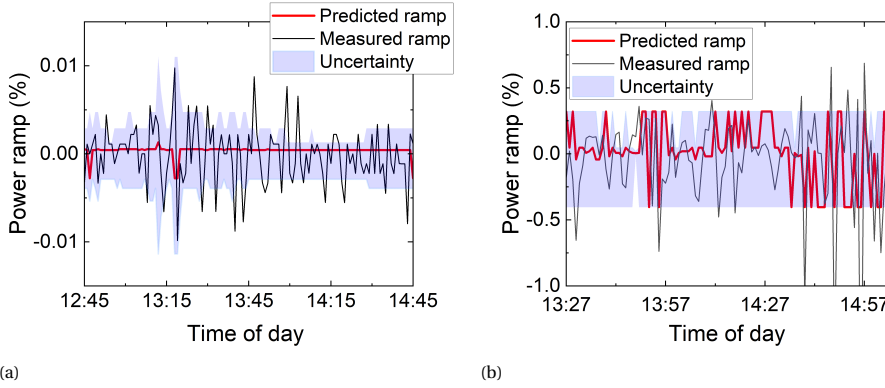 Predicted ramp
Measured ramp
Uncertainty
Power ramp (%)
0.01
0.00
-0.01
12:45 13:15 13:45 14:15 14:45
Time of day
(a)
Predicted ramp
Measured ramp
Uncertainty
Power ramp (%)
1.0
0.5
0.0
-0.5
-1.0
13:27 13:57 14:27 14:57
Time of day
(b)